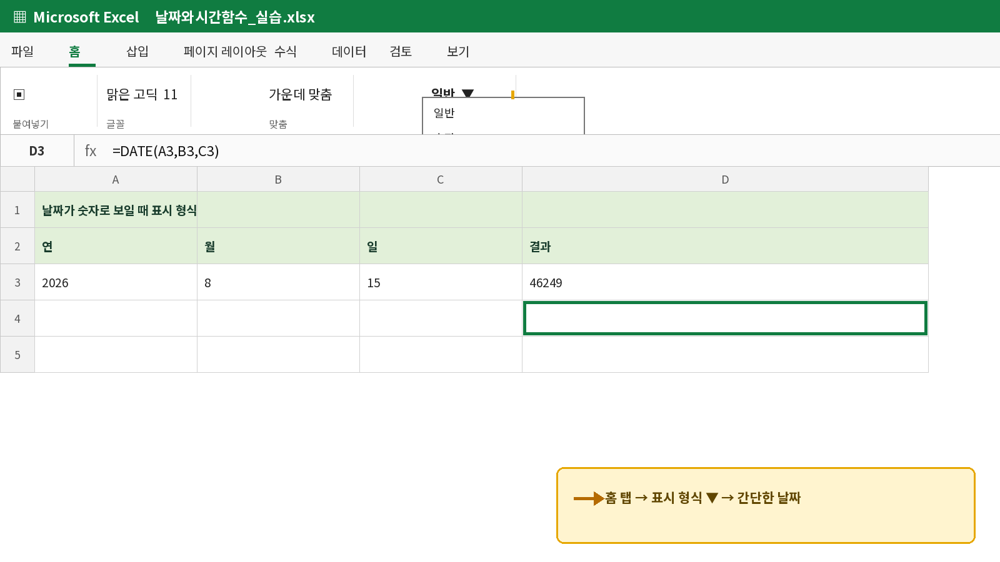 Microsoft Excel 날짜와시간함수_실습.xlsx
파일 홈 삽입 페이지 레이아웃 수식 데이터 검토 보기
맑은 고딕 11 가운데 맞춤 일반 ▼
일반
붙여넣기 글꼴 맞춤
D3 fx =DATE(A3,B3,C3)
A B C D
1 날짜가 숫자로 보일 때 표시 형식
2 연 월 일 결과
3 2026 8 15 46249
4
5
홈 탭 → 표시 형식 ▼ → 간단한 날짜